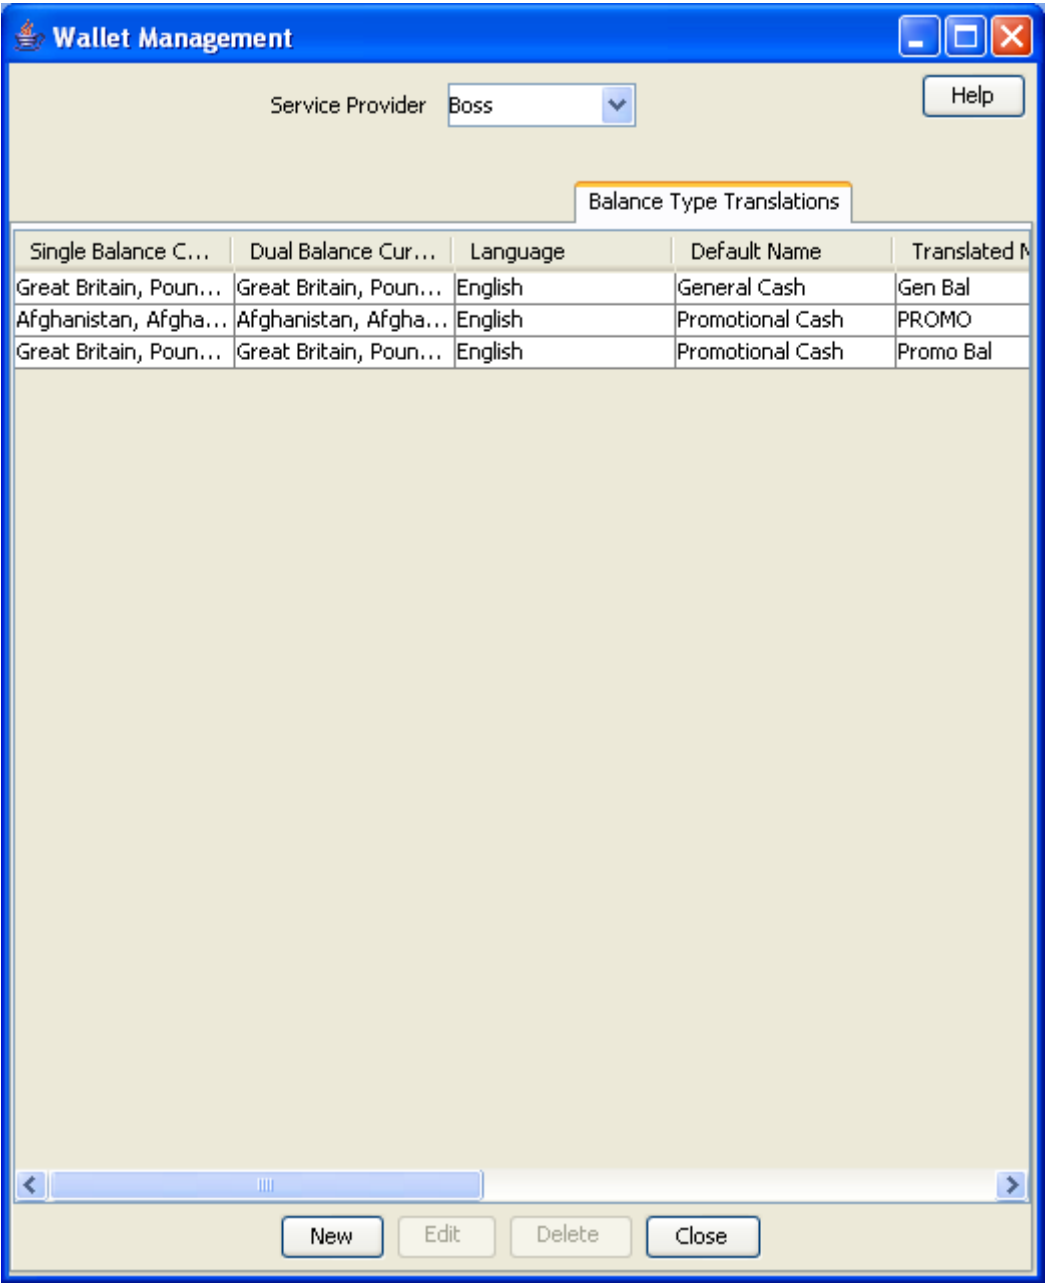 Wallet Management
Service Provider Boss Help
Balance Type Translations
Single Balance C... Dual Balance Cur... Language Default Name Translated
Great Britain, Poun... Great Britain, Poun... English General Cash Gen Bal
Afghanistan, Afgha... Afghanistan, Afgha... English Promotional Cash PROMO
Great Britain, Poun... Great Britain, Poun... English Promotional Cash Promo Bal
New Edit Delete Close